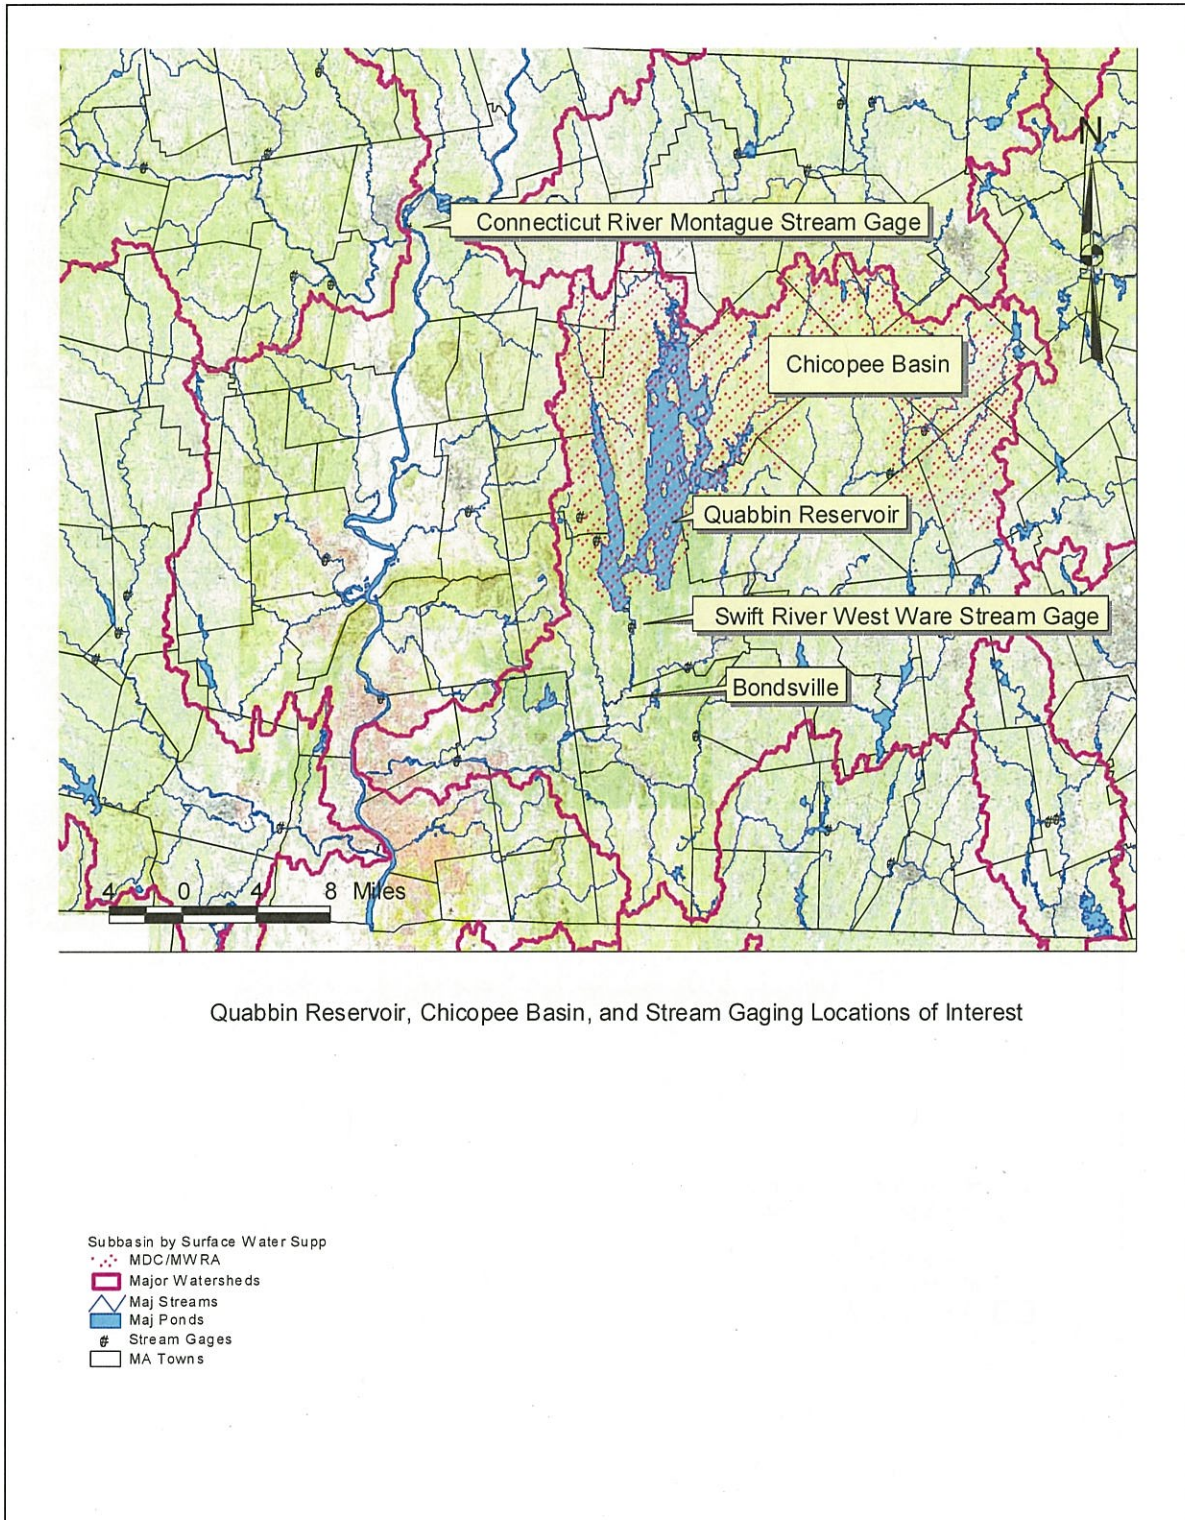 N
Connecticut River Montague Stream Gage
Chicopee Basin
Quabbin Reservoir
Swift River West Ware Stream Gage
Bondsville
4 0 4 8 Miles
Quabbin Reservoir, Chicopee Basin, and Stream Gaging Locations of Interest
Subbasin by Surface Water Supp
MDC/MWRA
Major Watersheds
Maj Streams
Maj Ponds
Stream Gages
MA Towns